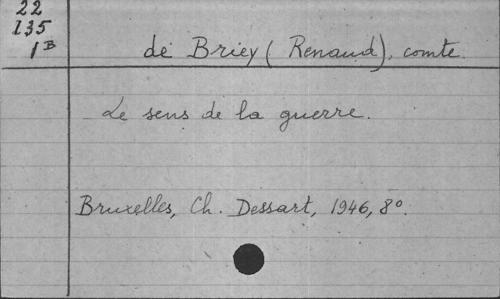 22
135
1B
de Briey (Renaud), comte.
Le sens de la guerre.
Bruxelles, Ch. Dessart, 1946, 8°.